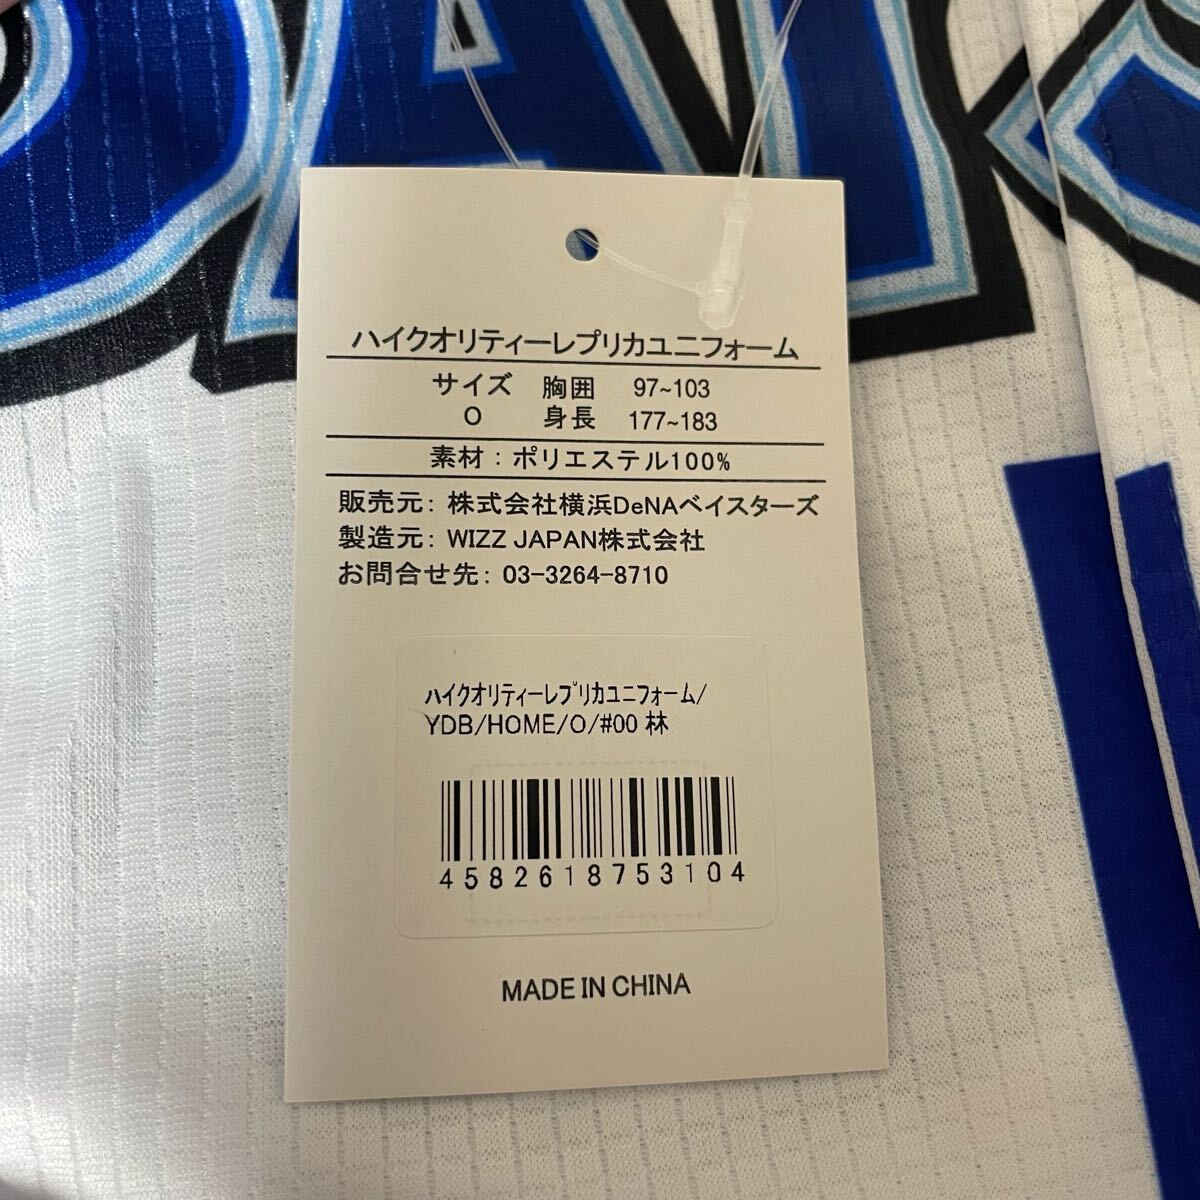 BAYS
ハイクオリティーレプリカユニフォーム
サイズ 胸囲 97~103
O 身長 177~183
素材：ポリエステル100%
販売元: 株式会社横浜DeNAベイスターズ
製造元: WIZZ JAPAN株式会社
お問合せ先: 03-3264-8710
ﾊｲｸｵﾘﾃｨｰﾚﾌﾟﾘｶﾕﾆﾌｫｰﾑ/
YDB/HOME/O/#00 林
4582618753104
MADE IN CHINA